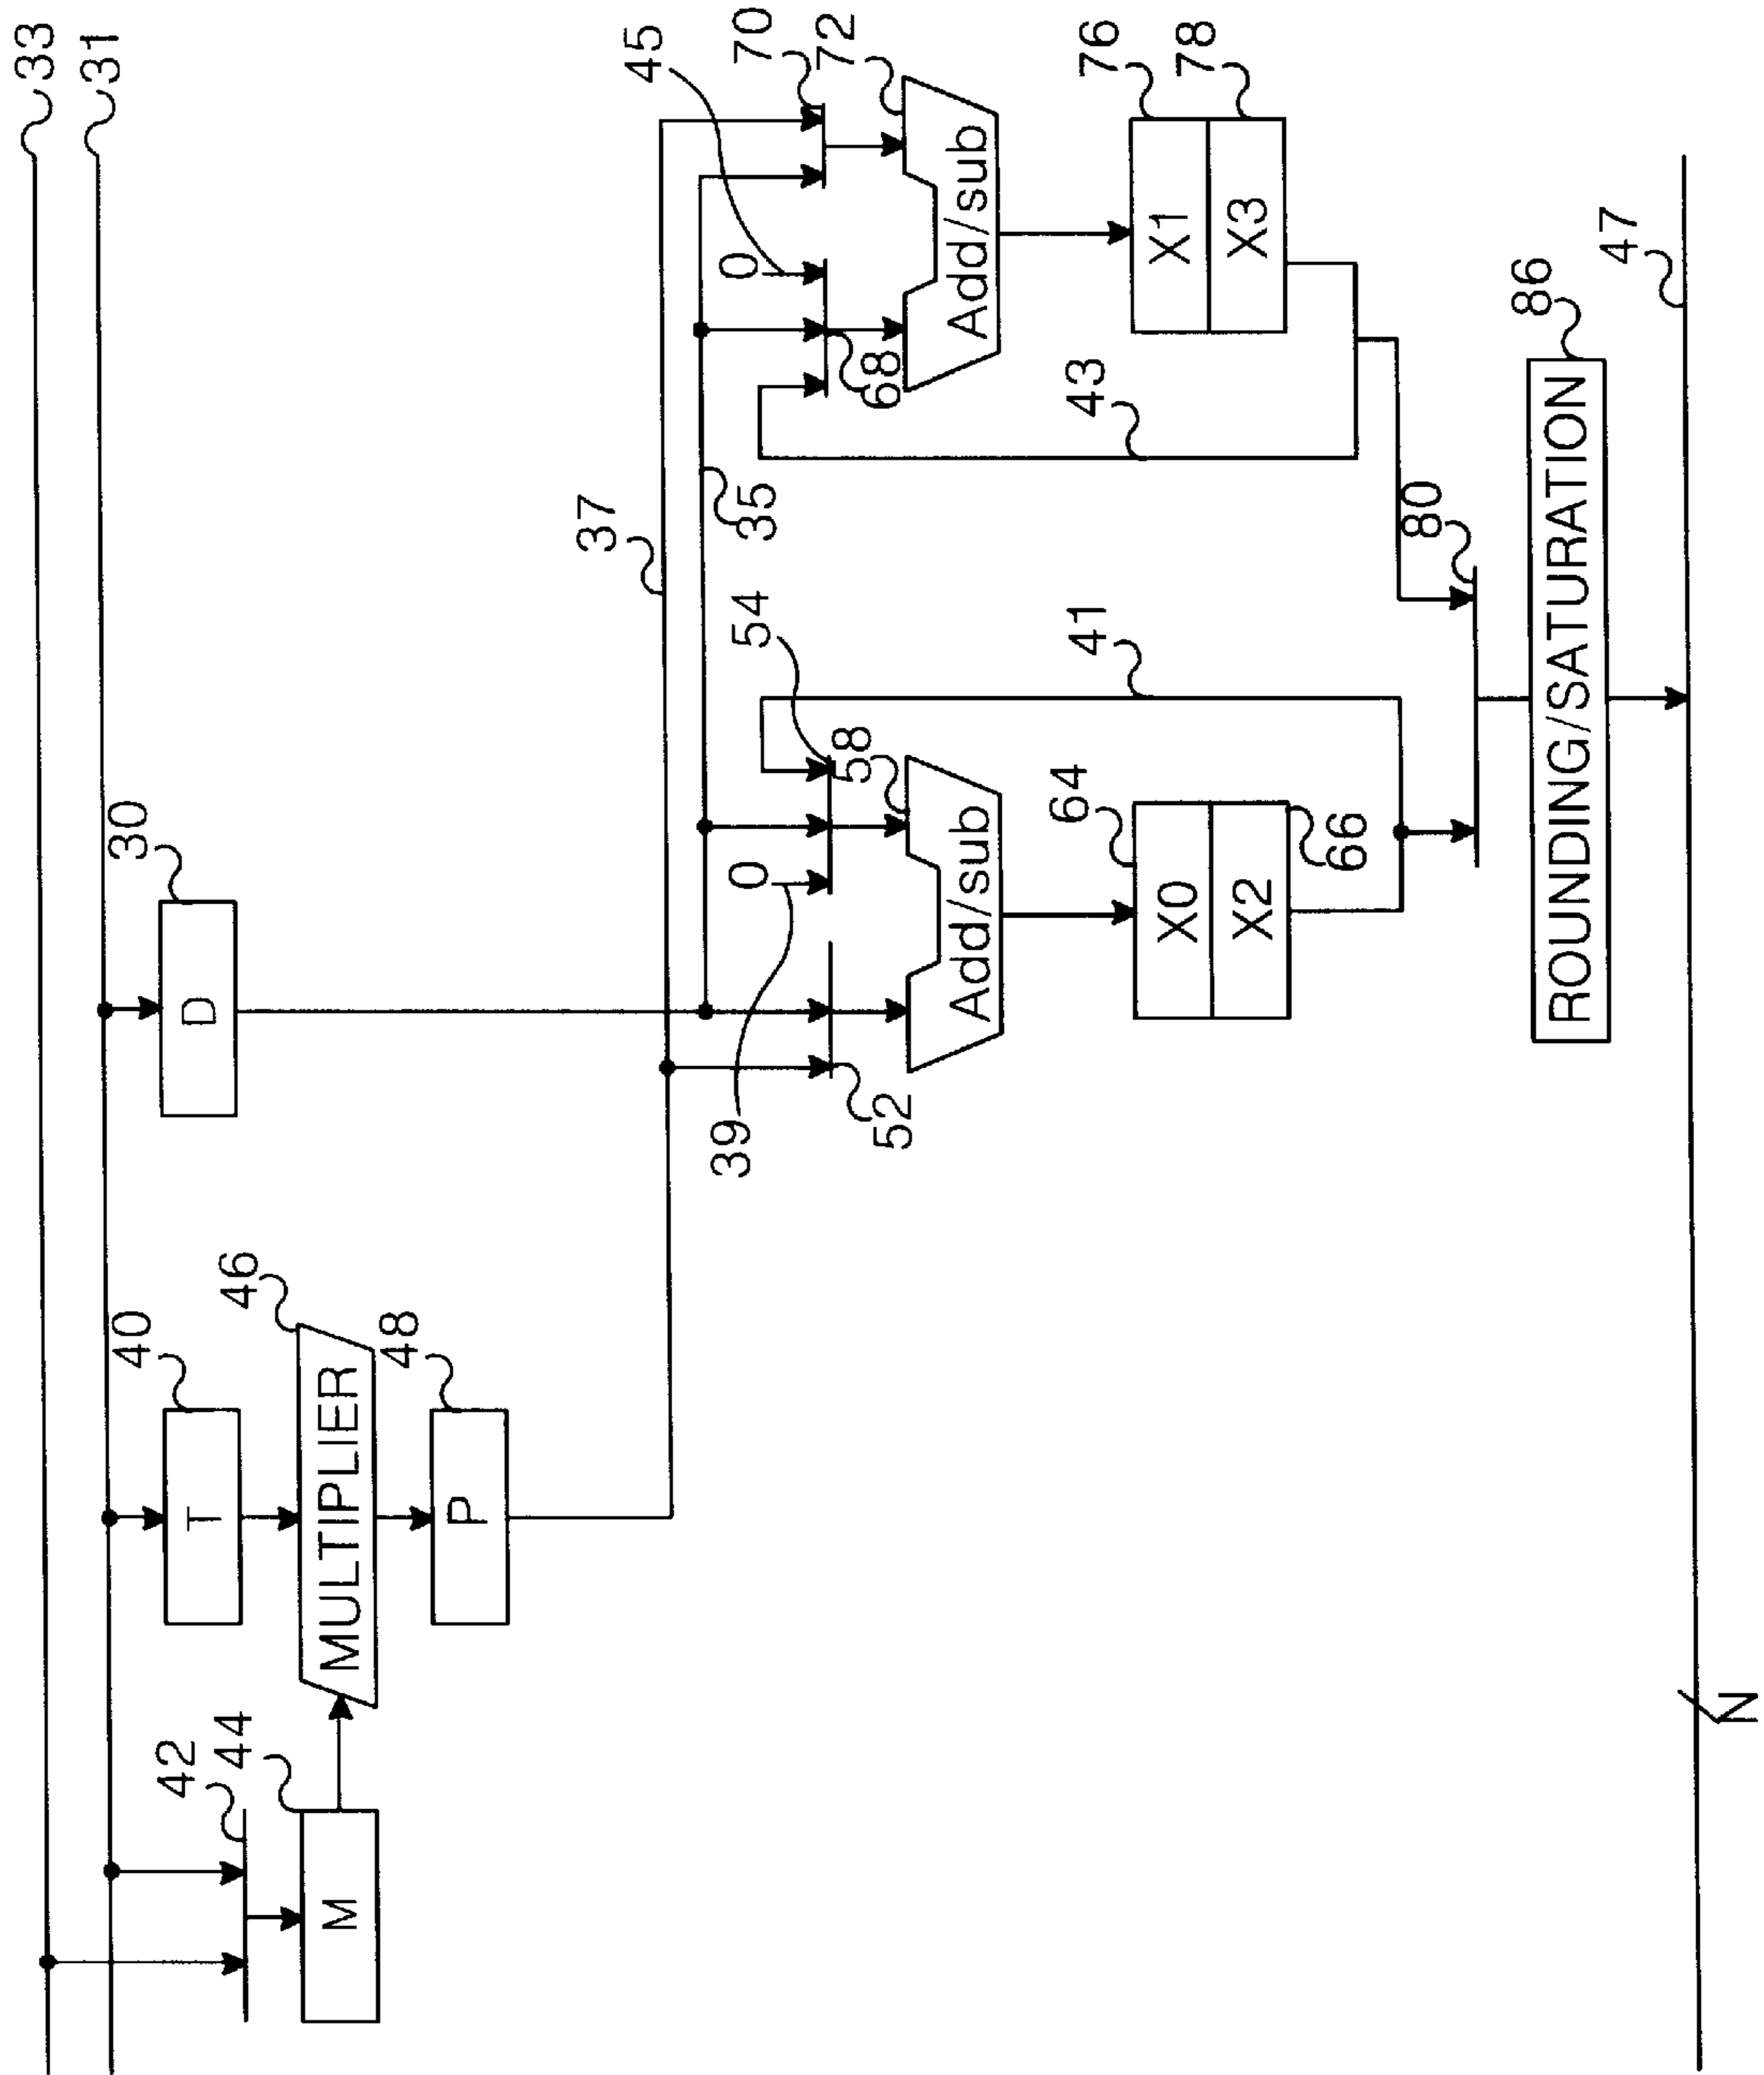 33
31
40
30
42
44
46
48
T
D
M
MULTIPLIER
P
37
35
45
70
72
54
58
39
52
0
0
68
Add/sub
Add/sub
41
43
64
66
76
78
X0
X2
X1
X3
80
86
ROUNDING/SATURATION
47
N